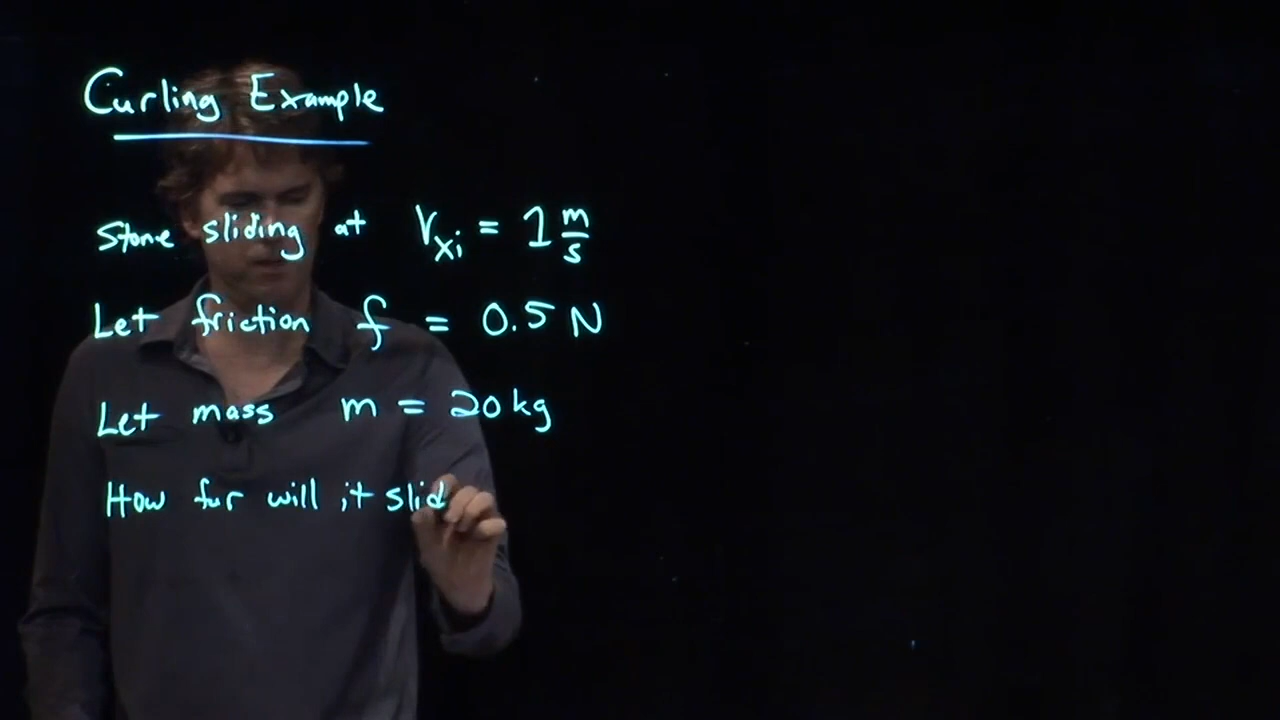 Curling Example
Stone sliding at Vxi = 1 m/s
Let friction f = 0.5 N
Let mass m = 20 kg
How far will it slid